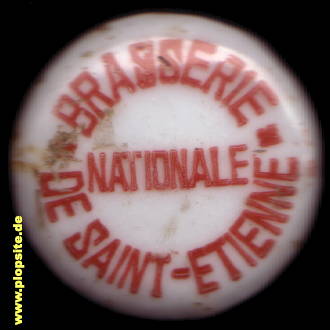 BRASSERIE
NATIONALE
DE SAINT-ETIENNE
www.plopsite.de